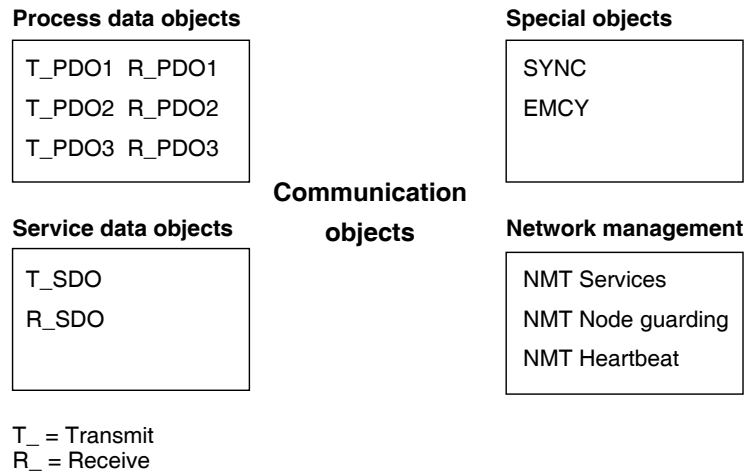 Process data objects
T_PDO1 R_PDO1
T_PDO2 R_PDO2
T_PDO3 R_PDO3
Special objects
SYNC
EMCY
Communication
objects
Service data objects
T_SDO
R_SDO
Network management
NMT Services
NMT Node guarding
NMT Heartbeat
T_ = Transmit
R_ = Receive